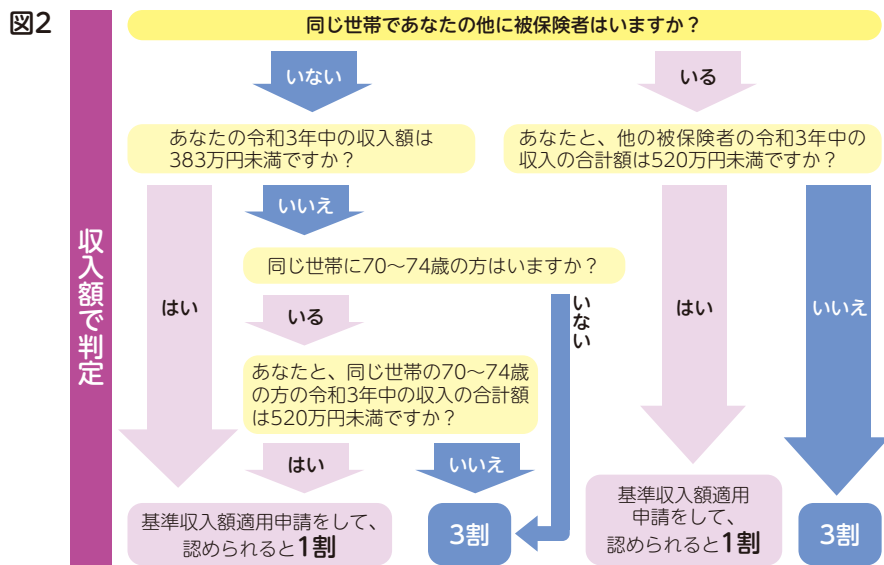 図2
収入額で判定
同じ世帯であなたの他に被保険者はいますか？
いない
いる
あなたの令和3年中の収入額は
383万円未満ですか？
あなたと、他の被保険者の令和3年中の
収入の合計額は520万円未満ですか？
いいえ
同じ世帯に70〜74歳の方はいますか？
はい
いる
いない
はい
いいえ
あなたと、同じ世帯の70〜74歳
の方の令和3年中の収入の合計額
は520万円未満ですか？
はい
いいえ
基準収入額適用申請をして、
認められると1割
3割
基準収入額適用
申請をして、
認められると1割
3割